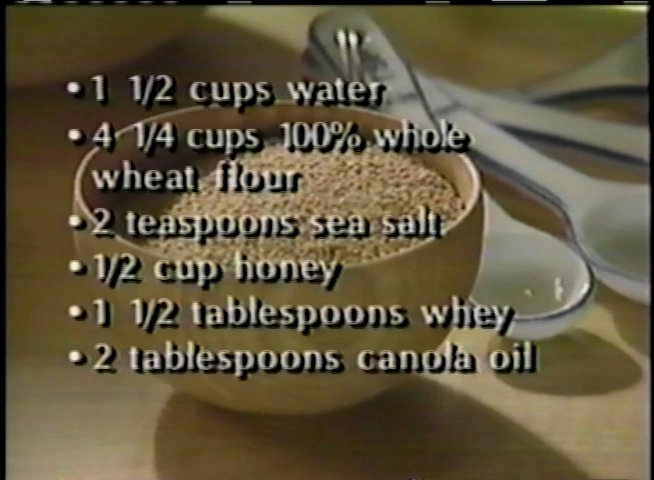 • 1 1/2 cups water
• 4 1/4 cups 100% whole
wheat flour
• 2 teaspoons sea salt
• 1/2 cup honey
• 1 1/2 tablespoons whey
• 2 tablespoons canola oil